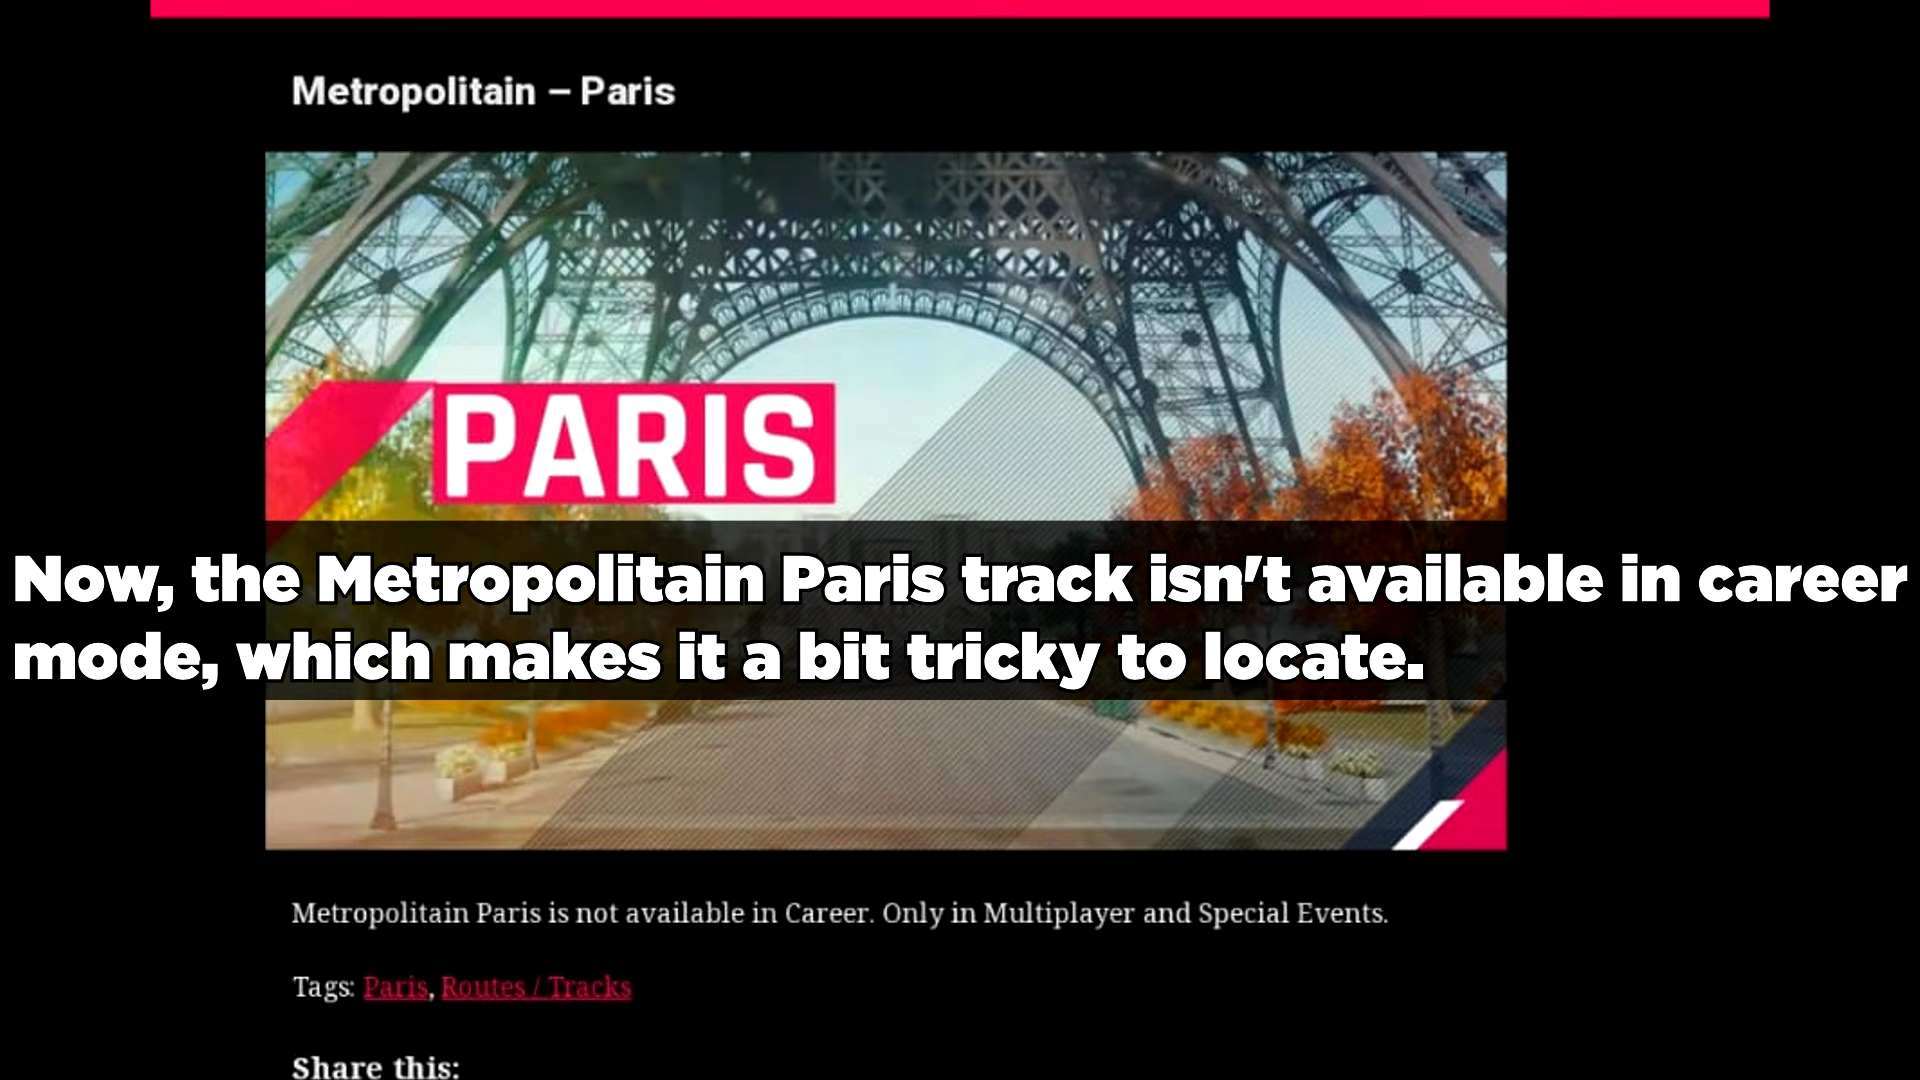 Metropolitain – Paris
PARIS
Now, the Metropolitain Paris track isn't available in career
mode, which makes it a bit tricky to locate.
Metropolitain Paris is not available in Career. Only in Multiplayer and Special Events.
Tags: Paris, Routes / Tracks
Share this: